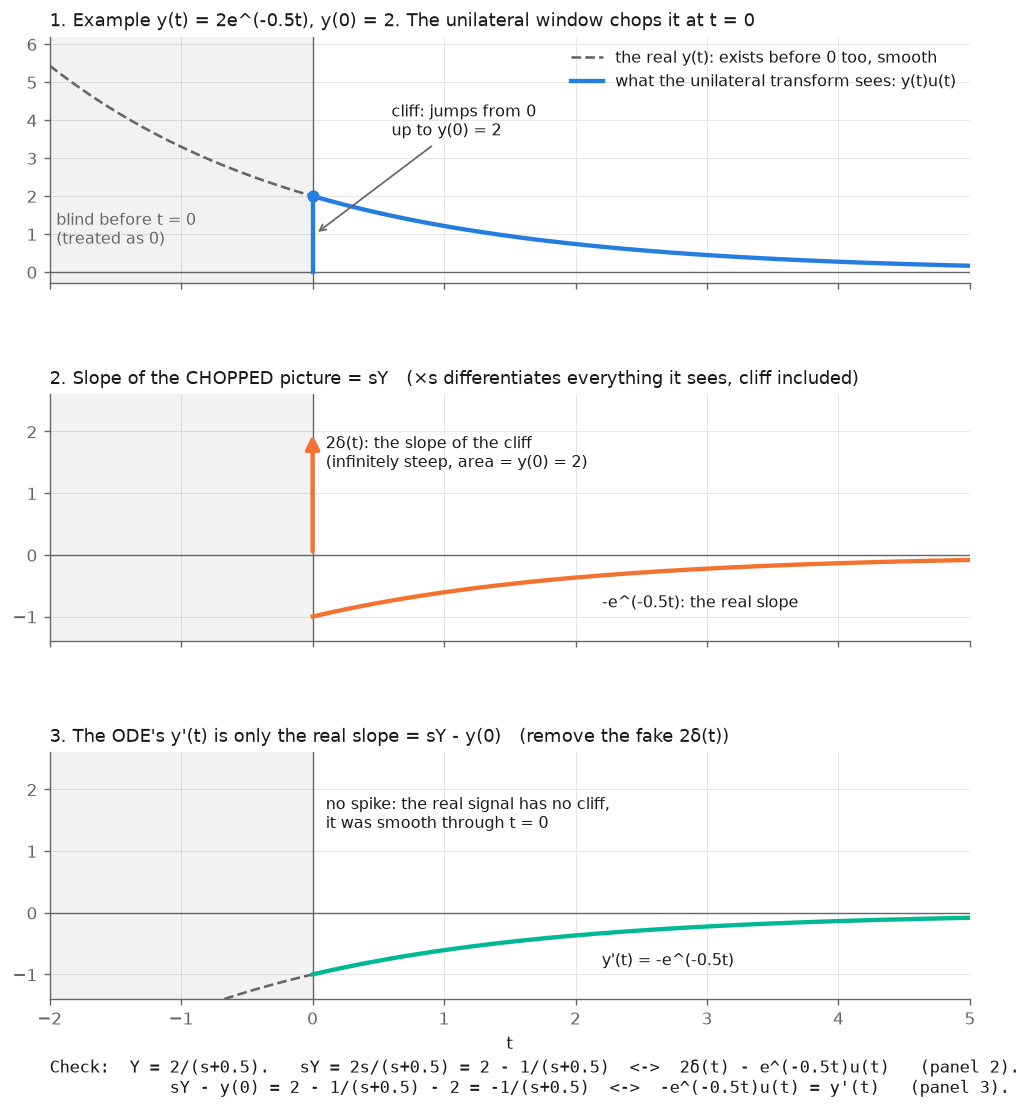 1. Example y(t) = 2e^(-0.5t), y(0) = 2. The unilateral window chops it at t = 0
6
5
4
3
2
1
0
the real y(t): exists before 0 too, smooth
what the unilateral transform sees: y(t)u(t)
cliff: jumps from 0
up to y(0) = 2
blind before t = 0
(treated as 0)
2. Slope of the CHOPPED picture = sY   (×s differentiates everything it sees, cliff included)
2
1
0
−1
2δ(t): the slope of the cliff
(infinitely steep, area = y(0) = 2)
-e^(-0.5t): the real slope
3. The ODE's y'(t) is only the real slope = sY - y(0)   (remove the fake 2δ(t))
2
1
0
−1
no spike: the real signal has no cliff,
it was smooth through t = 0
y'(t) = -e^(-0.5t)
−2 −1 0 1 2 3 4 5
t
Check:  Y = 2/(s+0.5).   sY = 2s/(s+0.5) = 2 - 1/(s+0.5)  <->  2δ(t) - e^(-0.5t)u(t)   (panel 2).
sY - y(0) = 2 - 1/(s+0.5) - 2 = -1/(s+0.5)  <->  -e^(-0.5t)u(t) = y'(t)   (panel 3).